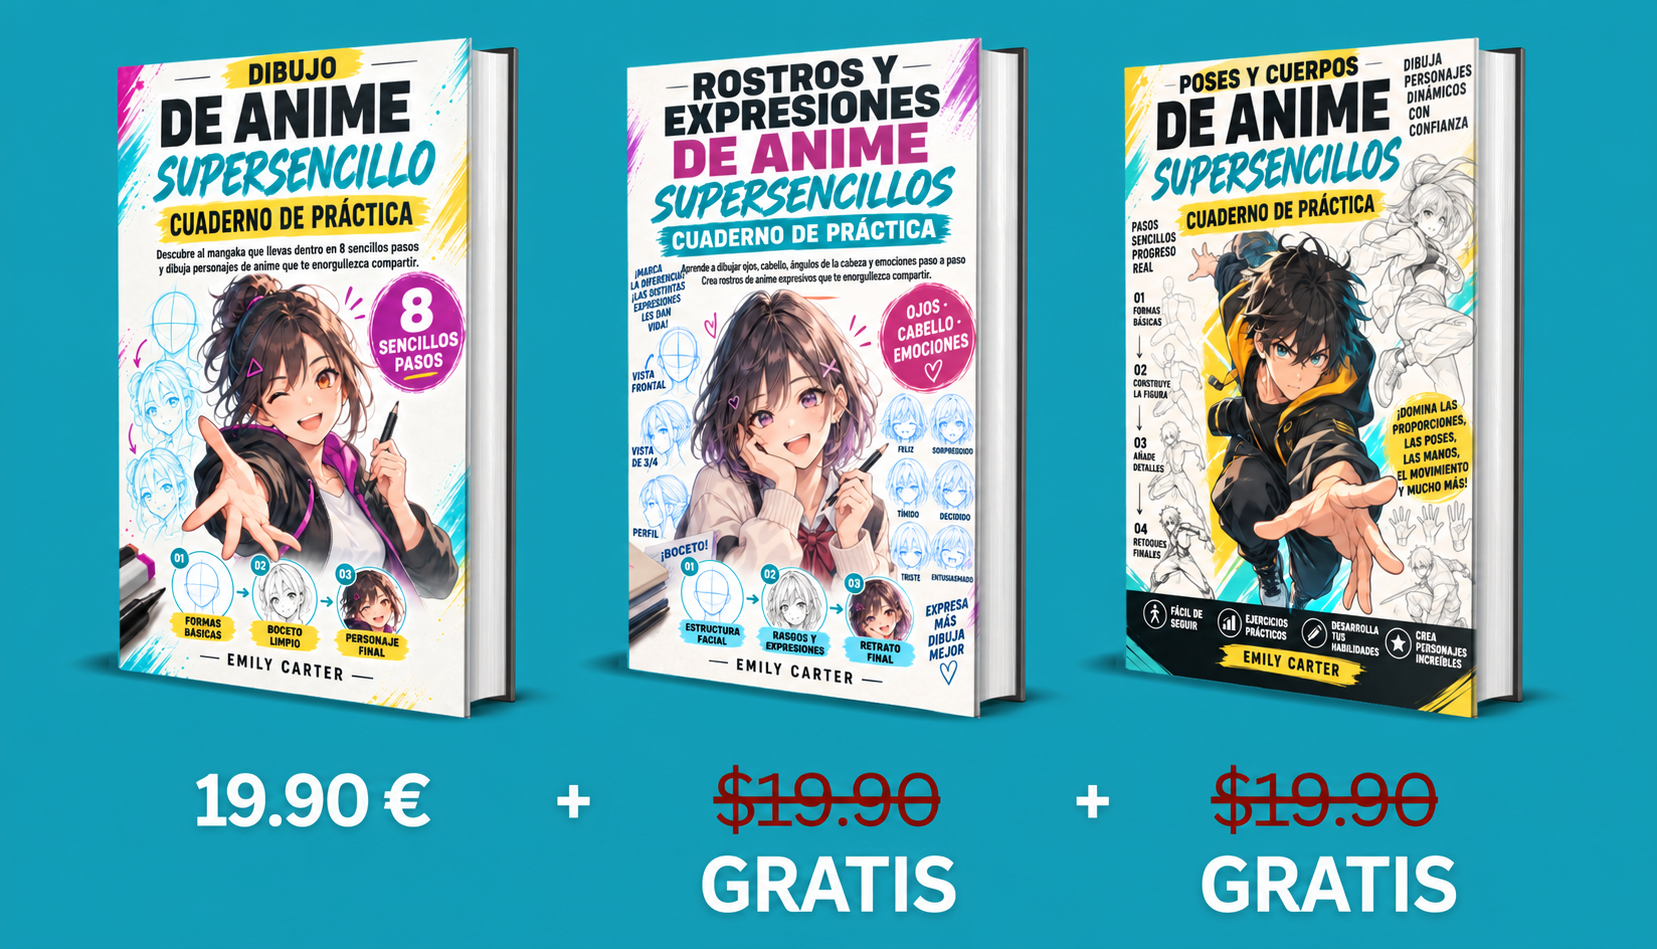 DIBUJO
DE ANIME
SUPERSENCILLO
CUADERNO DE PRÁCTICA
Descubre al mangaka que llevas dentro en 8 sencillos pasos
y dibuja personajes de anime que te enorgullezca compartir.
8
SENCILLOS
PASOS
01
02
03
FORMAS
BÁSICAS
BOCETO
LIMPIO
PERSONAJE
FINAL
EMILY CARTER
ROSTROS Y
EXPRESIONES
DE ANIME
SUPERSENCILLOS
CUADERNO DE PRÁCTICA
Aprende a dibujar ojos, cabello, ángulos de la cabeza y emociones paso a paso
Crea rostros de anime expresivos que te enorgullezca compartir.
¡MARCA
LA DIFERENCIA!
¡LAS DISTINTAS
EXPRESIONES
LES DAN
VIDA!
OJOS ·
CABELLO ·
EMOCIONES
VISTA
FRONTAL
VISTA
DE 3/4
PERFIL
FELIZ
SORPRENDIDO
TÍMIDO
DECIDIDO
TRISTE
ENTUSIASMADO
¡BOCETO!
01
02
03
ESTRUCTURA
FACIAL
RASGOS Y
EXPRESIONES
RETRATO
FINAL
EXPRESA
MÁS
DIBUJA
MEJOR
EMILY CARTER
POSES Y CUERPOS
DE ANIME
SUPERSENCILLOS
CUADERNO DE PRÁCTICA
DIBUJA
PERSONAJES
DINÁMICOS
CON
CONFIANZA
PASOS
SENCILLOS
PROGRESO
REAL
01
FORMAS
BÁSICAS
02
CONSTRUYE
LA FIGURA
03
AÑADE
DETALLES
04
RETOQUES
FINALES
¡DOMINA LAS
PROPORCIONES,
LAS POSES,
LAS MANOS,
EL MOVIMIENTO
Y MUCHO MÁS!
FÁCIL DE
SEGUIR
EJERCICIOS
PRÁCTICOS
DESARROLLA
TUS
HABILIDADES
CREA
PERSONAJES
INCREÍBLES
EMILY CARTER
19.90 € + $19.90 + $19.90
GRATIS GRATIS